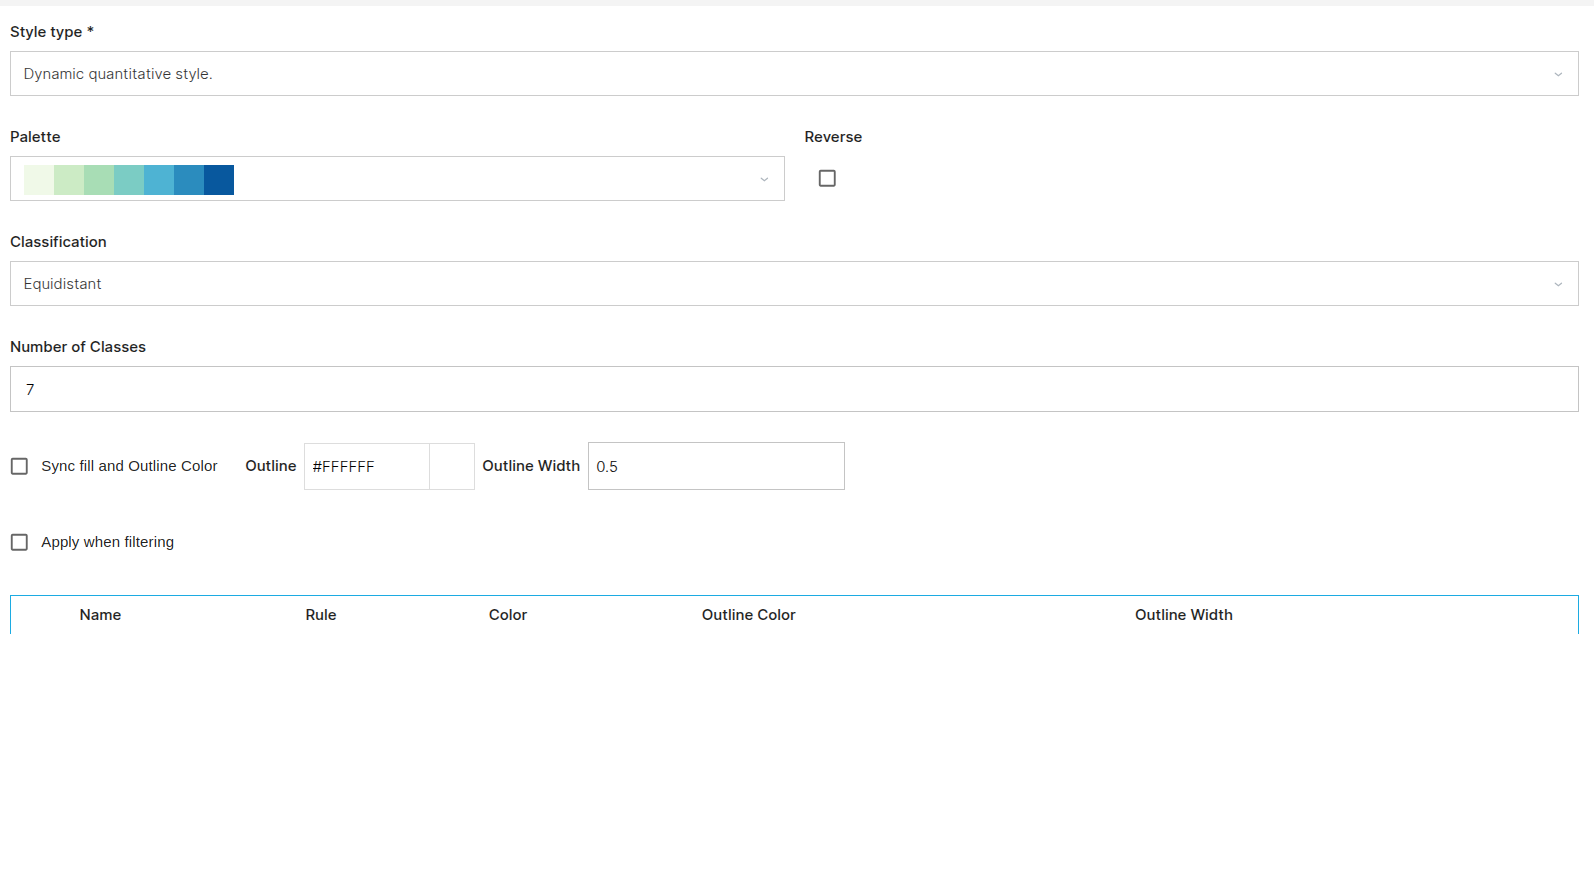 Style type *
Dynamic quantitative style.
Palette Reverse
Classification
Equidistant
Number of Classes
7
Sync fill and Outline Color Outline #FFFFFF Outline Width 0.5
Apply when filtering
Name Rule Color Outline Color Outline Width